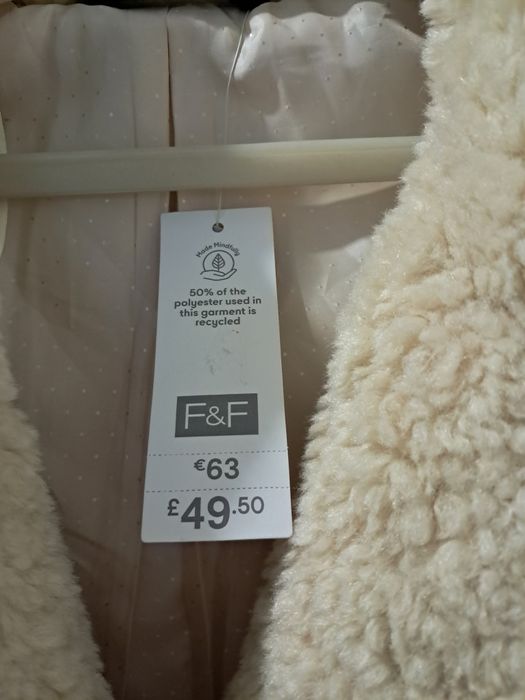 Made Mindfully
50% of the
polyester used in
this garment is
recycled
F&F
€63
£49.50